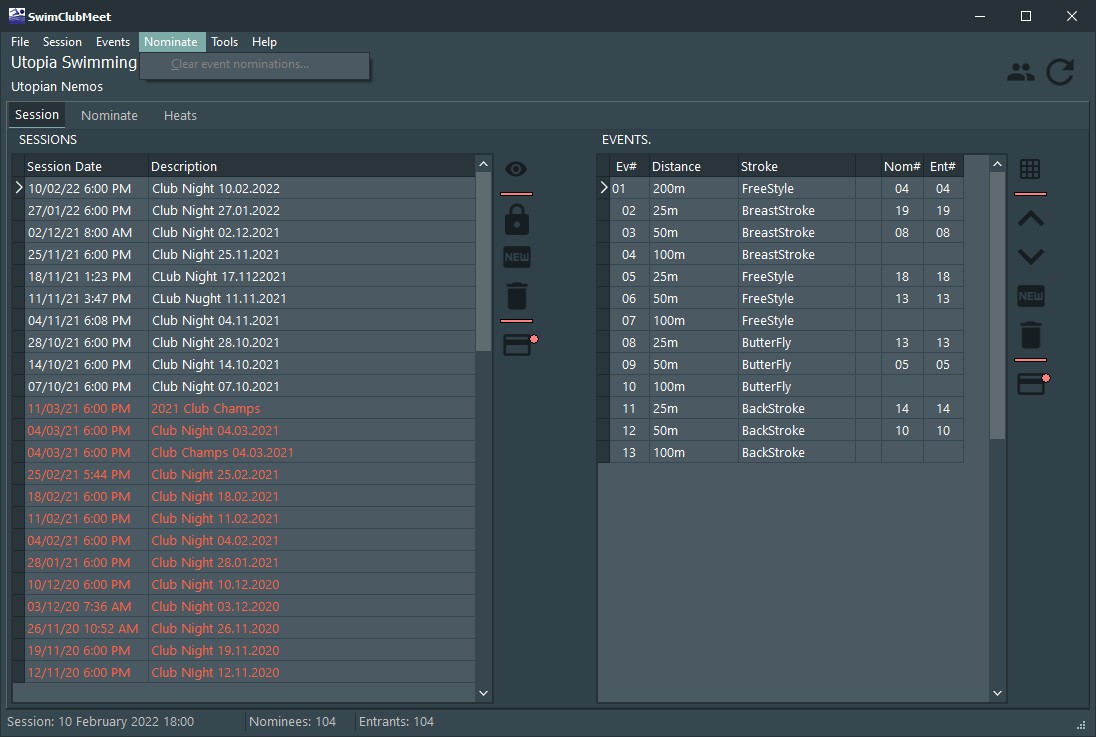 SwimClubMeet
File Session Events Nominate Tools Help
Utopia Swimming
Clear event nominations...
Utopian Nemos
Session Nominate Heats
SESSIONS
Session Date Description
10/02/22 6:00 PM Club Night 10.02.2022
27/01/22 6:00 PM Club Night 27.01.2022
02/12/21 8:00 AM Club Night 02.12.2021
25/11/21 6:00 PM Club Night 25.11.2021
18/11/21 1:23 PM CLub Night 17.1122021
11/11/21 3:47 PM CLub Nught 11.11.2021
04/11/21 6:08 PM Club Night 04.11.2021
28/10/21 6:00 PM Club Night 28.10.2021
14/10/21 6:00 PM Club Night 14.10.2021
07/10/21 6:00 PM Club Night 07.10.2021
11/03/21 6:00 PM 2021 Club Champs
04/03/21 6:00 PM Club Night 04.03.2021
04/03/21 6:00 PM Club Champs 04.03.2021
25/02/21 5:44 PM Club Night 25.02.2021
18/02/21 6:00 PM Club Night 18.02.2021
11/02/21 6:00 PM Club Night 11.02.2021
04/02/21 6:00 PM Club Night 04.02.2021
28/01/21 6:00 PM Club Night 28.01.2021
10/12/20 6:00 PM Club Night 10.12.2020
03/12/20 7:36 AM Club Night 03.12.2020
26/11/20 10:52 AM Club Night 26.11.2020
19/11/20 6:00 PM Club Night 19.11.2020
12/11/20 6:00 PM Club NIght 12.11.2020
NEW
EVENTS.
Ev# Distance Stroke Nom# Ent#
01 200m FreeStyle 04 04
02 25m BreastStroke 19 19
03 50m BreastStroke 08 08
04 100m BreastStroke
05 25m FreeStyle 18 18
06 50m FreeStyle 13 13
07 100m FreeStyle
08 25m ButterFly 13 13
09 50m ButterFly 05 05
10 100m ButterFly
11 25m BackStroke 14 14
12 50m BackStroke 10 10
13 100m BackStroke
NEW
Session: 10 February 2022 18:00 Nominees: 104 Entrants: 104